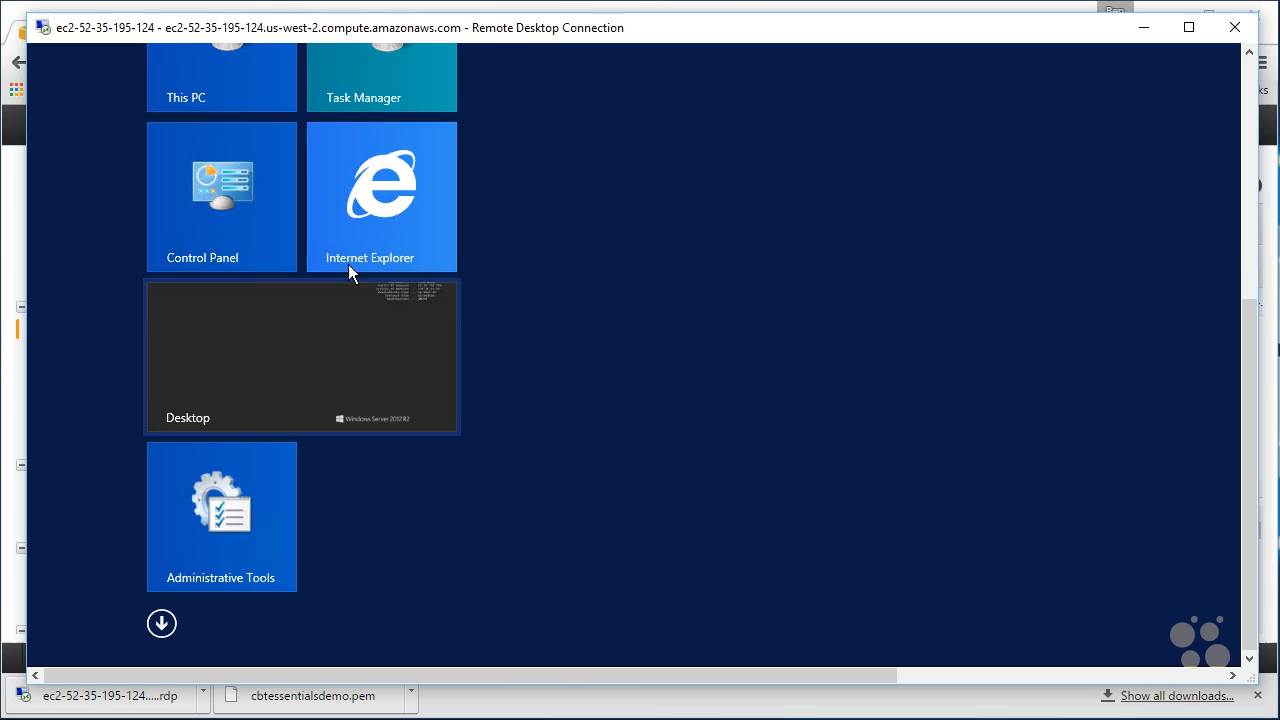 Ben
ec2-52-35-195-124 - ec2-52-35-195-124.us-west-2.compute.amazonaws.com - Remote Desktop Connection
This PC
Task Manager
ks
Control Panel
Internet Explorer
Desktop
Windows Server 2012 R2
Administrative Tools
ec2-52-35-195-124.....rdp
cbtessentialsdemo.pem
Show all downloads...